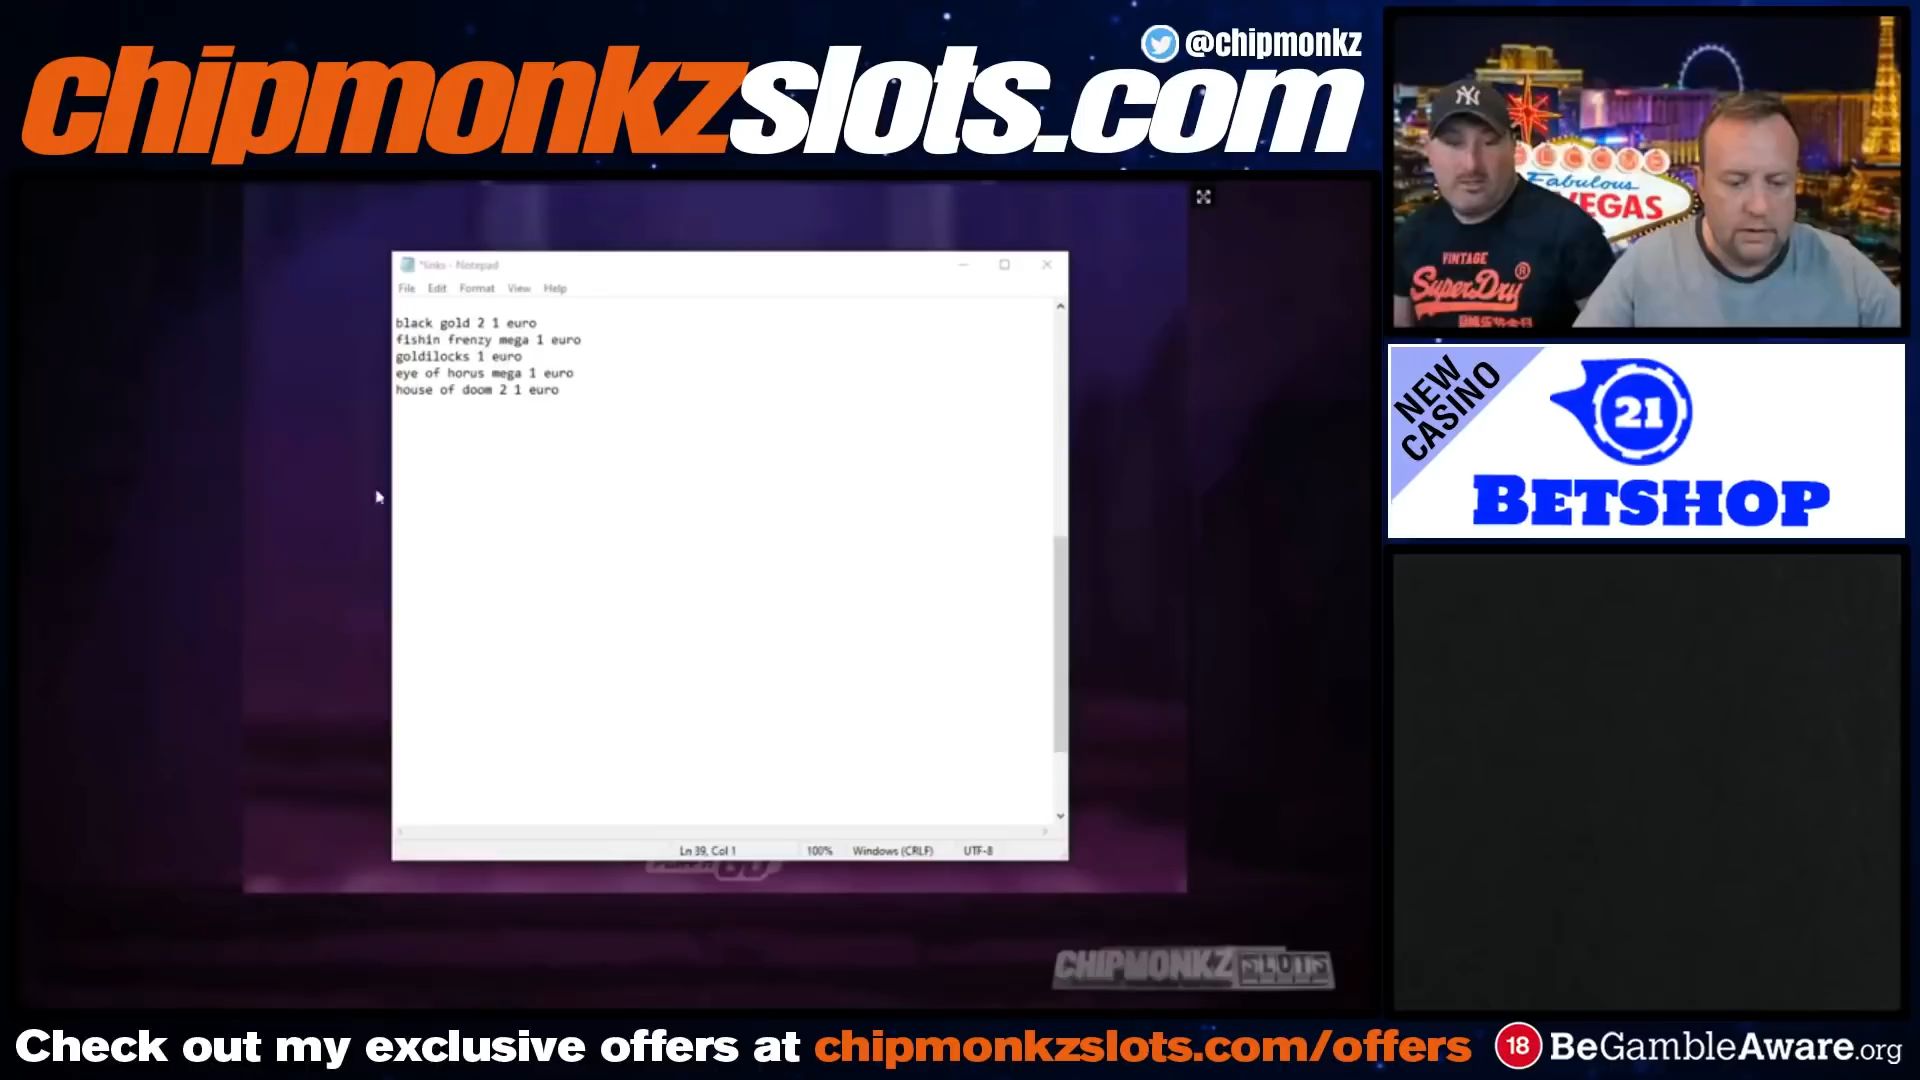 chipmonkzslots.com
@chipmonkz
NY
WELCOME
Fabulous
VEGAS
VINTAGE
SuperDry®
*links - Notepad
File Edit Format View Help
black gold 2 1 euro
fishin frenzy mega 1 euro
goldilocks 1 euro
eye of horus mega 1 euro
house of doom 2 1 euro
Ln 39, Col 1 100% Windows (CRLF) UTF-8
NEW
CASINO
21
BETSHOP
CHIPMONKZ SLOTS
Check out my exclusive offers at chipmonkzslots.com/offers
18 BeGambleAware.org